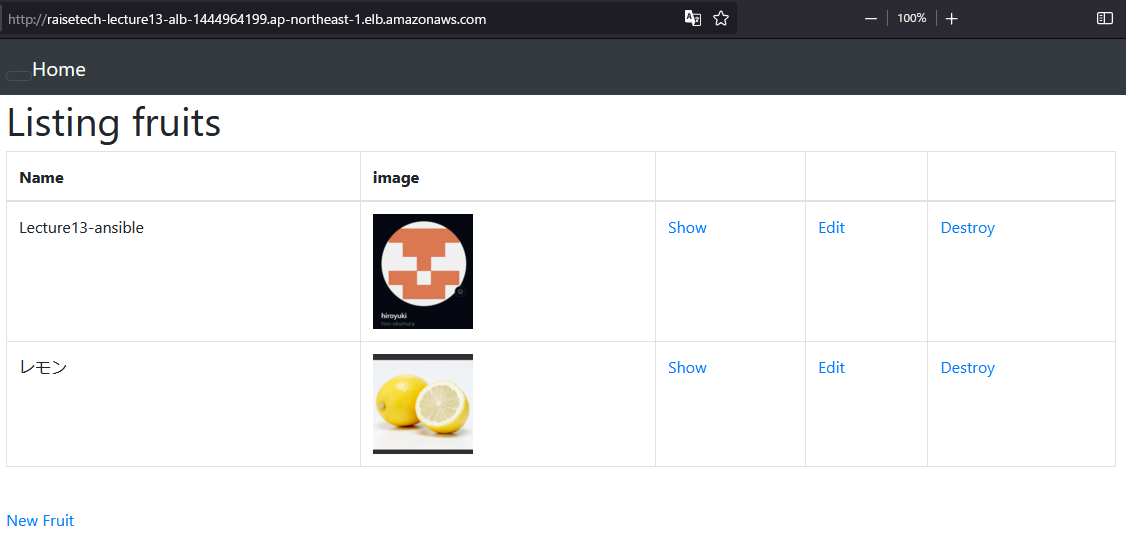 http://raisetech-lecture13-alb-1444964199.ap-northeast-1.elb.amazonaws.com
100%
Home
Listing fruits
Name image
Lecture13-ansible Show Edit Destroy
hiroyuki
hiro-okumura
レモン Show Edit Destroy
New Fruit